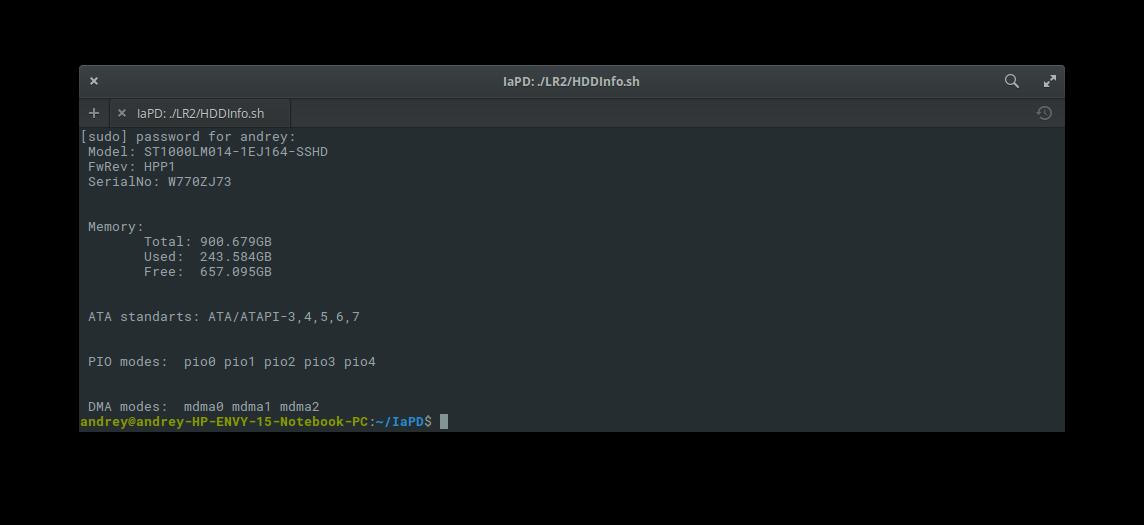 IaPD: ./LR2/HDDInfo.sh
IaPD: ./LR2/HDDInfo.sh
[sudo] password for andrey:
Model: ST1000LM014-1EJ164-SSHD
FwRev: HPP1
SerialNo: W770ZJ73
Memory:
Total: 900.679GB
Used:  243.584GB
Free:  657.095GB
ATA standarts: ATA/ATAPI-3,4,5,6,7
PIO modes:  pio0 pio1 pio2 pio3 pio4
DMA modes:  mdma0 mdma1 mdma2
andrey@andrey-HP-ENVY-15-Notebook-PC:~/IaPD$